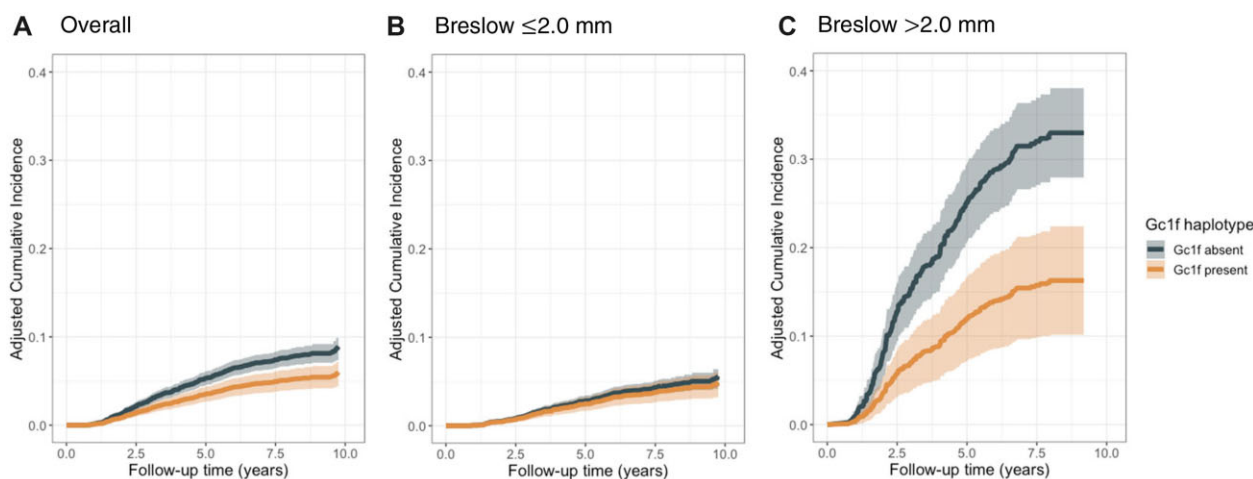 A Overall
Adjusted Cumulative Incidence
0.4
0.3
0.2
0.1
0.0
0.0 2.5 5.0 7.5 10.0
Follow-up time (years)
B Breslow ≤2.0 mm
Adjusted Cumulative Incidence
0.4
0.3
0.2
0.1
0.0
0.0 2.5 5.0 7.5 10.0
Follow-up time (years)
C Breslow >2.0 mm
Adjusted Cumulative Incidence
0.4
0.3
0.2
0.1
0.0
0.0 2.5 5.0 7.5 10.0
Follow-up time (years)
Gc1f haplotype
Gc1f absent
Gc1f present